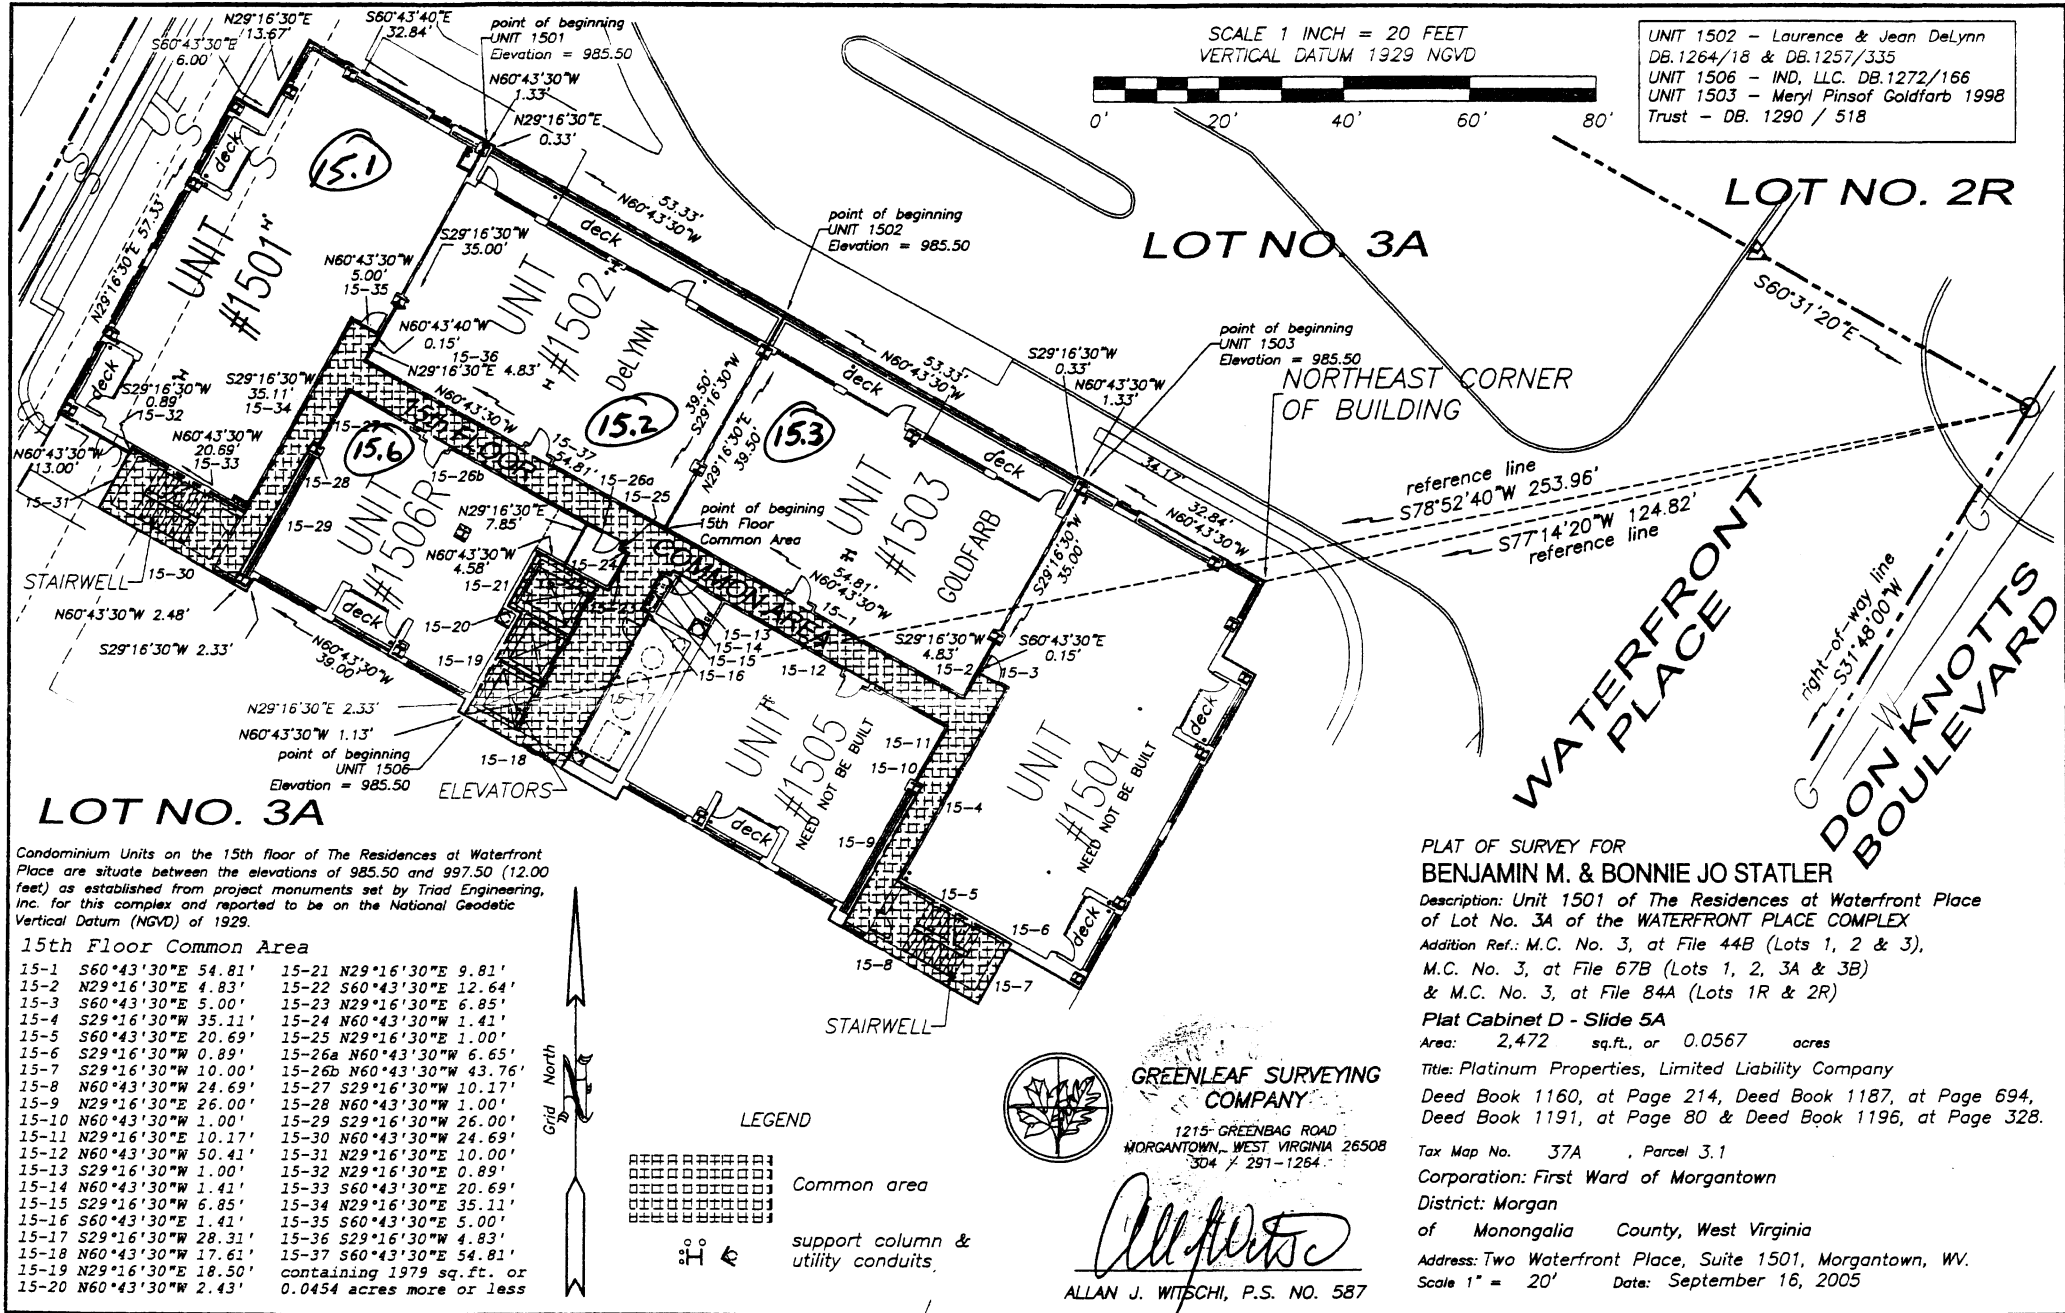 SCALE 1 INCH = 20 FEET
VERTICAL DATUM 1929 NGVD
0' 20' 40' 60' 80'
UNIT 1502 - Laurence & Jean DeLynn
DB.1264/18 & DB.1257/335
UNIT 1506 - IND, LLC. DB.1272/166
UNIT 1503 - Meryl Pinsof Goldfarb 1998
Trust - DB. 1290 / 518
N29°16'30"E
13.67'
S60°43'40"E
32.84'
S60°43'30"E
6.00'
point of beginning
UNIT 1501
Elevation = 985.50
N60°43'30"W
1.33'
N29°16'30"E
0.33'
deck
15.1
UNIT
#1501
N29°16'30"E 57.33'
deck
53.33'
N60°43'30"W
deck
S29°16'30"W
35.00'
point of beginning
UNIT 1502
Elevation = 985.50
LOT NO. 3A
LOT NO. 2R
S60°31'20"E
N60°43'30"W
5.00'
15-35
N60°43'40"W
0.15'
15-36
N29°16'30"E 4.83'
UNIT
#1502
DeLYNN
15.2
N60°43'30"W
15-37
54.81'
39.50'
S29°16'30"W
N29°16'30"E
39.50'
15.3
53.33'
N60°43'30"W
deck
deck
S29°16'30"W
0.33'
N60°43'30"W
1.33'
point of beginning
UNIT 1503
Elevation = 985.50
NORTHEAST CORNER
OF BUILDING
34.17'
32.84'
N60°43'30"W
reference line
S78°52'40"W 253.96'
S77°14'20"W 124.82'
reference line
S29°16'30"W
0.89'
15-32
S29°16'30"W
35.11'
15-34
N60°43'30"W
20.69'
15-33
N60°43'30"W
13.00'
15-31
15-30
STAIRWELL
N60°43'30"W 2.48'
S29°16'30"W 2.33'
15-27
15.6
15-28
15-29
15th FLOOR
15-26b
15-26a
15-25
UNIT
#1506R
deck
N60°43'30"W
39.00'
N29°16'30"E
7.85'
N60°43'30"W
4.58'
15-21
15-24
15-23
15-20
15-19
point of begining
15th Floor
Common Area
COMMON AREA
UNIT
#1503
GOLDFARB
54.81'
N60°43'30"W
15-1
S29°16'30"W
35.00'
S29°16'30"W
4.83'
15-2
S60°43'30"E
0.15'
15-3
15-13
15-14
15-15
15-16
15-12
15-17
N29°16'30"E 2.33'
N60°43'30"W 1.13'
point of beginning
UNIT 1506
Elevation = 985.50
15-18
ELEVATORS
UNIT
#1505
NEED NOT BE BUILT
deck
15-11
15-10
15-9
15-4
UNIT
#1504
NEED NOT BE BUILT
deck
deck
15-5
15-6
15-7
15-8
STAIRWELL
WATERFRONT
PLACE
right-of-way line
S31°48'00"W
G
W
G
DON KNOTTS
BOULEVARD
LOT NO. 3A
Condominium Units on the 15th floor of The Residences at Waterfront
Place are situate between the elevations of 985.50 and 997.50 (12.00
feet) as established from project monuments set by Triad Engineering,
Inc. for this complex and reported to be on the National Geodetic
Vertical Datum (NGVD) of 1929.
15th Floor Common Area
15-1 S60°43'30"E 54.81'
15-2 N29°16'30"E 4.83'
15-3 S60°43'30"E 5.00'
15-4 S29°16'30"W 35.11'
15-5 S60°43'30"E 20.69'
15-6 S29°16'30"W 0.89'
15-7 S29°16'30"W 10.00'
15-8 N60°43'30"W 24.69'
15-9 N29°16'30"E 26.00'
15-10 N60°43'30"W 1.00'
15-11 N29°16'30"E 10.17'
15-12 N60°43'30"W 50.41'
15-13 S29°16'30"W 1.00'
15-14 N60°43'30"W 1.41'
15-15 S29°16'30"W 6.85'
15-16 S60°43'30"E 1.41'
15-17 S29°16'30"W 28.31'
15-18 N60°43'30"W 17.61'
15-19 N29°16'30"E 18.50'
15-20 N60°43'30"W 2.43'
15-21 N29°16'30"E 9.81'
15-22 S60°43'30"E 12.64'
15-23 N29°16'30"E 6.85'
15-24 N60°43'30"W 1.41'
15-25 N29°16'30"E 1.00'
15-26a N60°43'30"W 6.65'
15-26b N60°43'30"W 43.76'
15-27 S29°16'30"W 10.17'
15-28 N60°43'30"W 1.00'
15-29 S29°16'30"W 26.00'
15-30 N60°43'30"W 24.69'
15-31 N29°16'30"E 10.00'
15-32 N29°16'30"E 0.89'
15-33 S60°43'30"E 20.69'
15-34 N29°16'30"E 35.11'
15-35 S60°43'30"E 5.00'
15-36 S29°16'30"W 4.83'
15-37 S60°43'30"E 54.81'
containing 1979 sq.ft. or
0.0454 acres more or less
Grid North
LEGEND
Common area
support column &
utility conduits
GREENLEAF SURVEYING
COMPANY
1215 GREENBAG ROAD
MORGANTOWN, WEST VIRGINIA 26508
304 / 291-1264
ALLAN J. WITSCHI, P.S. NO. 587
PLAT OF SURVEY FOR
BENJAMIN M. & BONNIE JO STATLER
Description: Unit 1501 of The Residences at Waterfront Place
of Lot No. 3A of the WATERFRONT PLACE COMPLEX
Addition Ref.: M.C. No. 3, at File 44B (Lots 1, 2 & 3),
M.C. No. 3, at File 67B (Lots 1, 2, 3A & 3B)
& M.C. No. 3, at File 84A (Lots 1R & 2R)
Plat Cabinet D - Slide 5A
Area: 2,472 sq.ft., or 0.0567 acres
Title: Platinum Properties, Limited Liability Company
Deed Book 1160, at Page 214, Deed Book 1187, at Page 694,
Deed Book 1191, at Page 80 & Deed Book 1196, at Page 328.
Tax Map No. 37A , Parcel 3.1
Corporation: First Ward of Morgantown
District: Morgan
of Monongalia County, West Virginia
Address: Two Waterfront Place, Suite 1501, Morgantown, WV.
Scale 1" = 20' Date: September 16, 2005